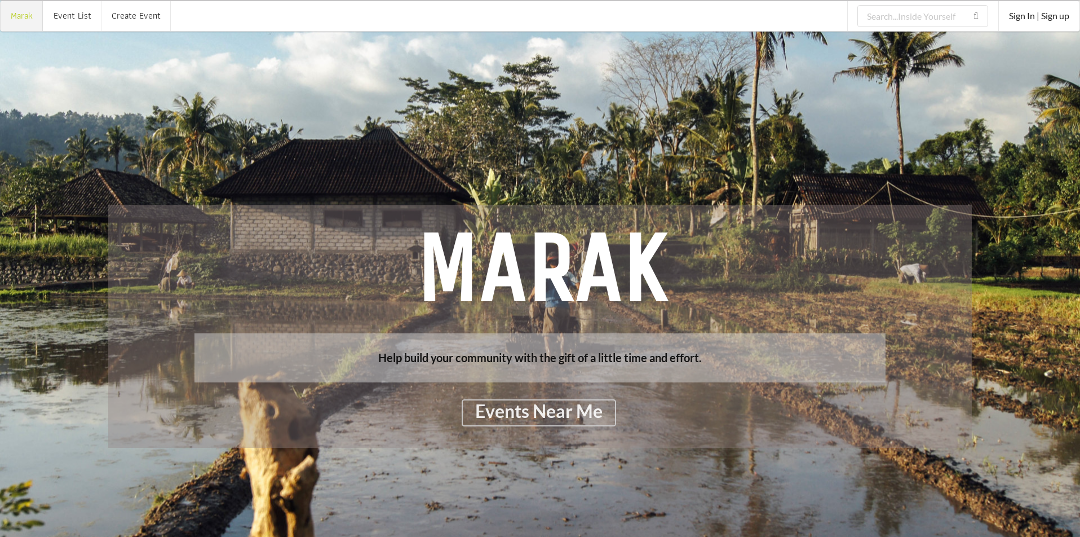 Marak
Event List
Create Event
Search...Inside Yourself
Sign In | Sign up
MARAK
Help build your community with the gift of a little time and effort.
Events Near Me